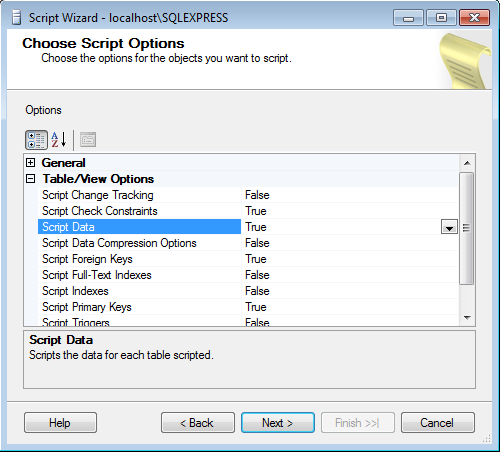 Script Wizard - localhost\SQLEXPRESS
Choose Script Options
Choose the options for the objects you want to script.
Options
A
Z
General
Table/View Options
Script Change Tracking False
Script Check Constraints True
Script Data True
Script Data Compression Options False
Script Foreign Keys True
Script Full-Text Indexes False
Script Indexes False
Script Primary Keys True
Script Triggers False
Script Data
Scripts the data for each table scripted.
Help < Back Next > Finish >>| Cancel